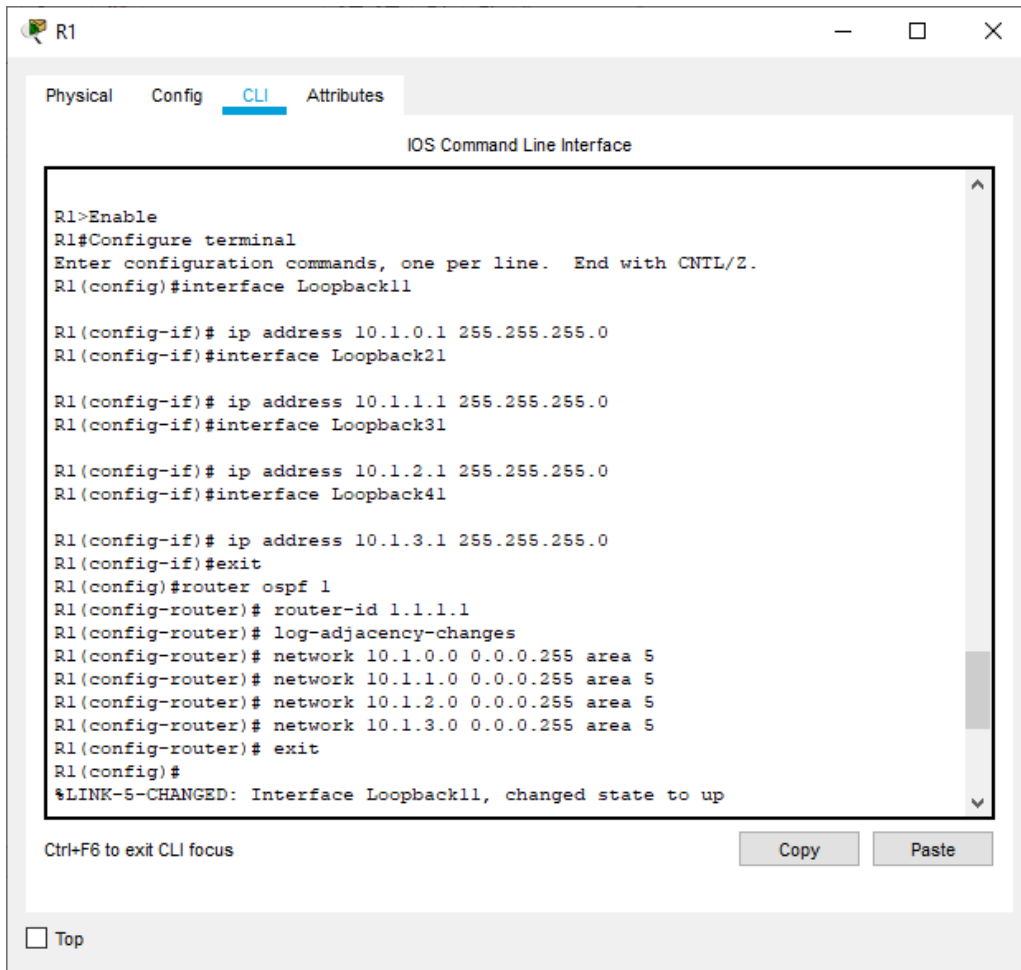 R1
Physical Config CLI Attributes
IOS Command Line Interface
R1>Enable
R1#Configure terminal
Enter configuration commands, one per line.  End with CNTL/Z.
R1(config)#interface Loopback11
R1(config-if)# ip address 10.1.0.1 255.255.255.0
R1(config-if)#interface Loopback21
R1(config-if)# ip address 10.1.1.1 255.255.255.0
R1(config-if)#interface Loopback31
R1(config-if)# ip address 10.1.2.1 255.255.255.0
R1(config-if)#interface Loopback41
R1(config-if)# ip address 10.1.3.1 255.255.255.0
R1(config-if)#exit
R1(config)#router ospf 1
R1(config-router)# router-id 1.1.1.1
R1(config-router)# log-adjacency-changes
R1(config-router)# network 10.1.0.0 0.0.0.255 area 5
R1(config-router)# network 10.1.1.0 0.0.0.255 area 5
R1(config-router)# network 10.1.2.0 0.0.0.255 area 5
R1(config-router)# network 10.1.3.0 0.0.0.255 area 5
R1(config-router)# exit
R1(config)#
%LINK-5-CHANGED: Interface Loopback11, changed state to up
Ctrl+F6 to exit CLI focus
Copy Paste
Top